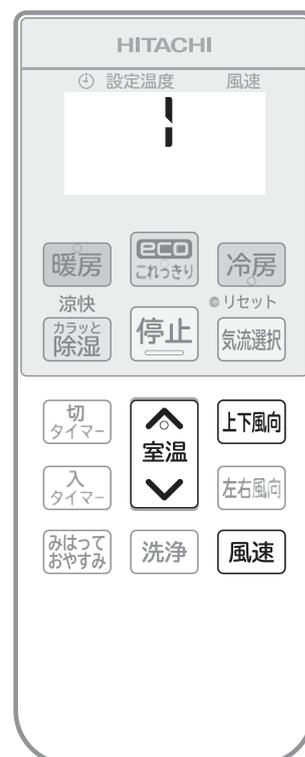 HITACHI
設定温度 風速
1
暖房 eco これっきり 冷房
涼快 リセット
カラッと除湿 停止 気流選択
切タイマー 室温 上下風向
入タイマー 左右風向
みはっておやすみ 洗浄 風速